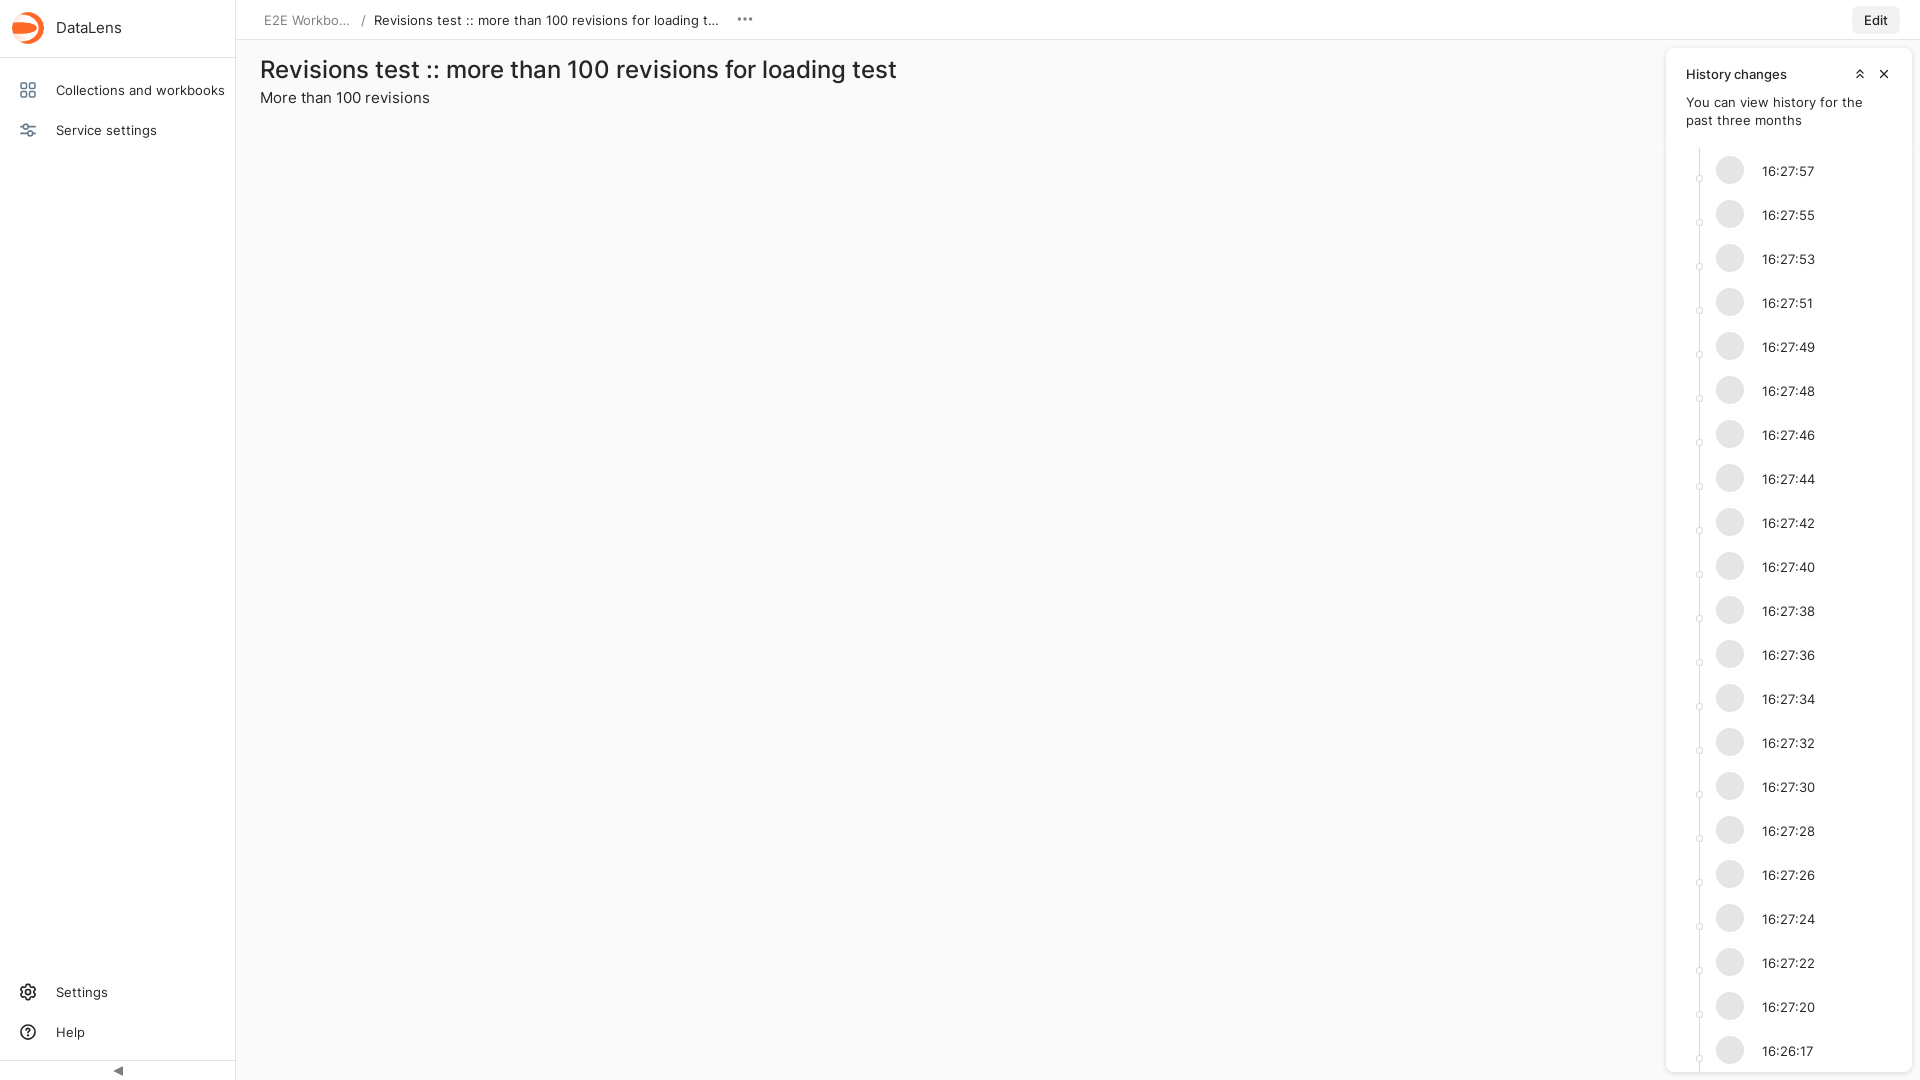 DataLens
Collections and workbooks
Service settings
Settings
Help
E2E Workbo... / Revisions test :: more than 100 revisions for loading t...
Edit
Revisions test :: more than 100 revisions for loading test
More than 100 revisions
History changes
You can view history for the
past three months
16:27:57
16:27:55
16:27:53
16:27:51
16:27:49
16:27:48
16:27:46
16:27:44
16:27:42
16:27:40
16:27:38
16:27:36
16:27:34
16:27:32
16:27:30
16:27:28
16:27:26
16:27:24
16:27:22
16:27:20
16:26:17